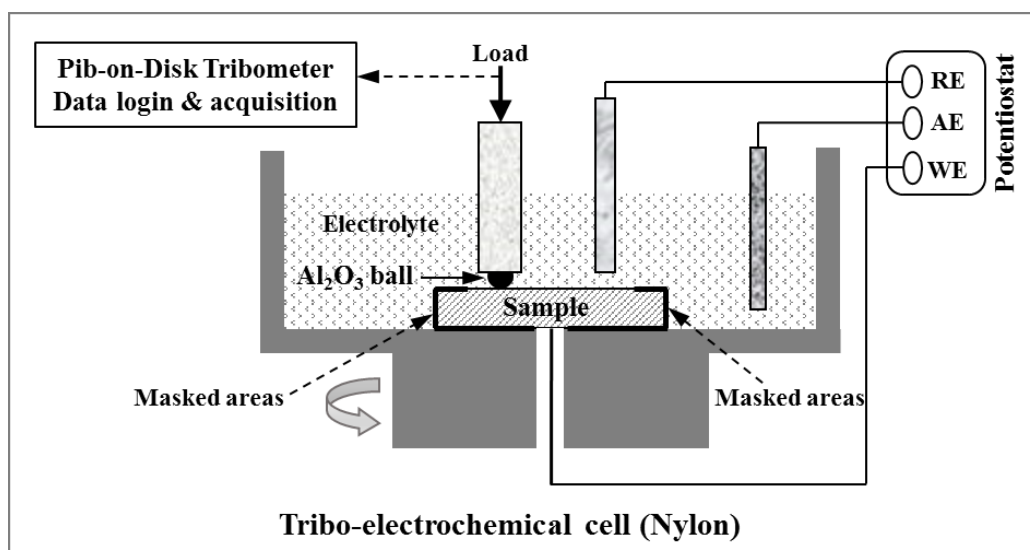 Load
Pib-on-Disk Tribometer
Data login & acquisition
RE
AE
WE
Potentiostat
Electrolyte
Al₂O₃ ball
Sample
Masked areas
Masked areas
Tribo-electrochemical cell (Nylon)